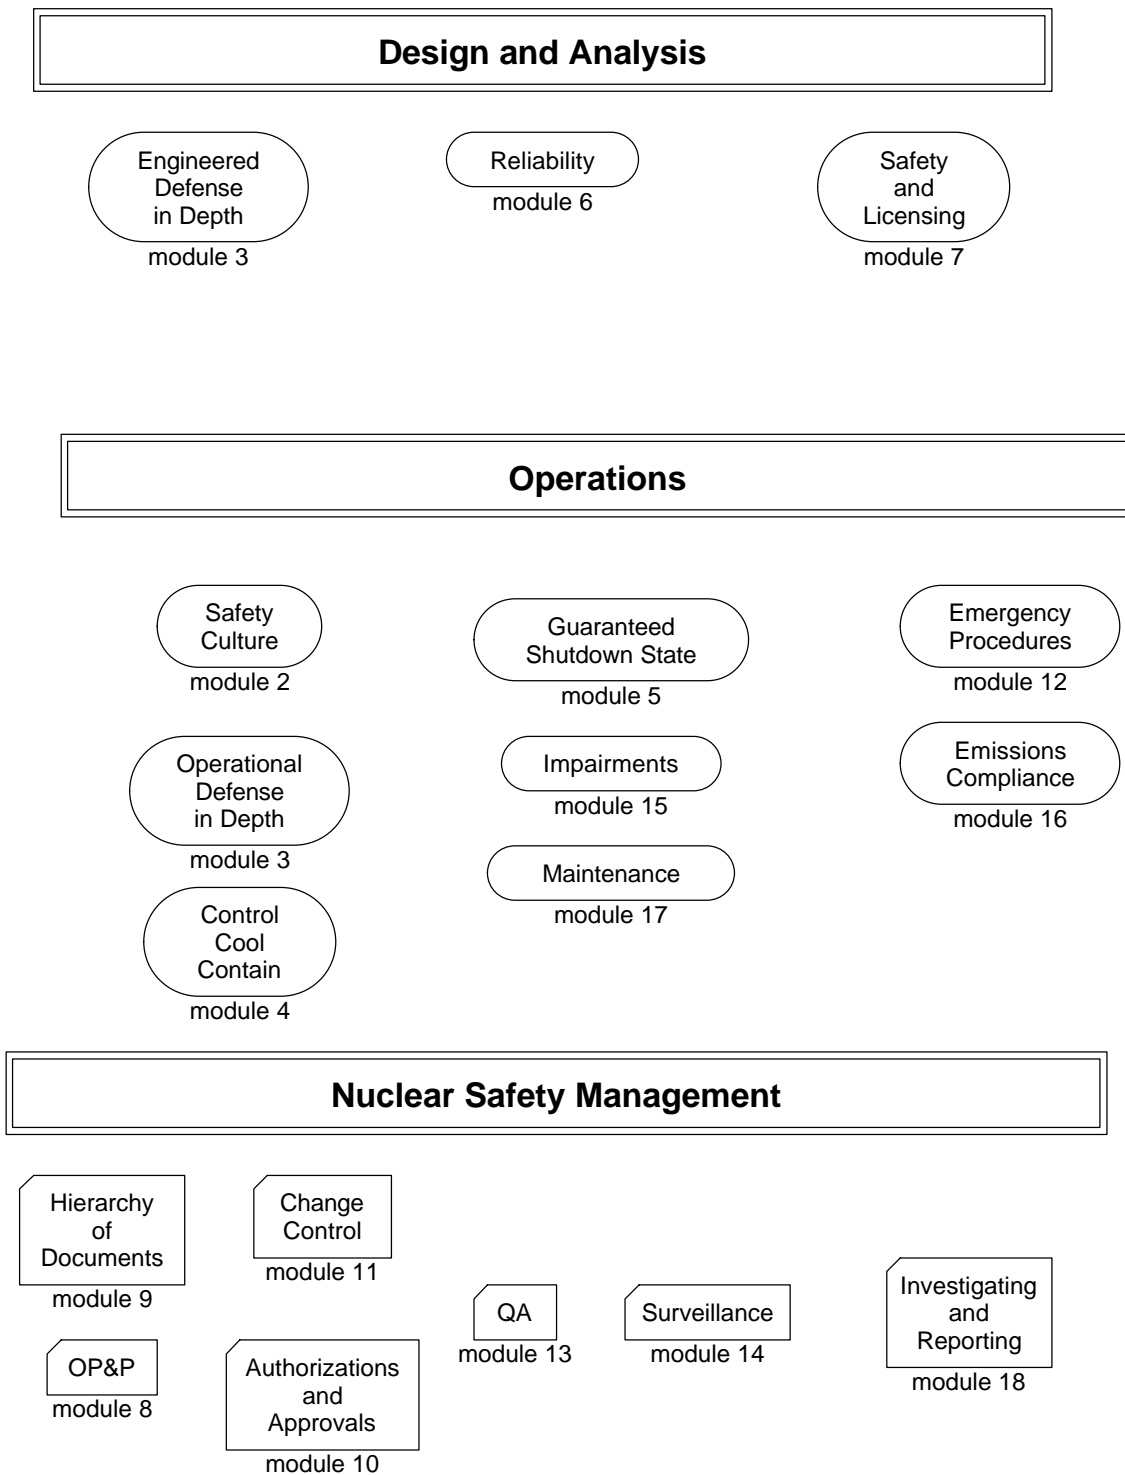 Design and Analysis
Engineered
Defense
in Depth
module 3
Reliability
module 6
Safety
and
Licensing
module 7
Operations
Safety
Culture
module 2
Guaranteed
Shutdown State
module 5
Emergency
Procedures
module 12
Operational
Defense
in Depth
module 3
Impairments
module 15
Emissions
Compliance
module 16
Control
Cool
Contain
module 4
Maintenance
module 17
Nuclear Safety Management
Hierarchy
of
Documents
module 9
Change
Control
module 11
OP&P
module 8
Authorizations
and
Approvals
module 10
QA
module 13
Surveillance
module 14
Investigating
and
Reporting
module 18